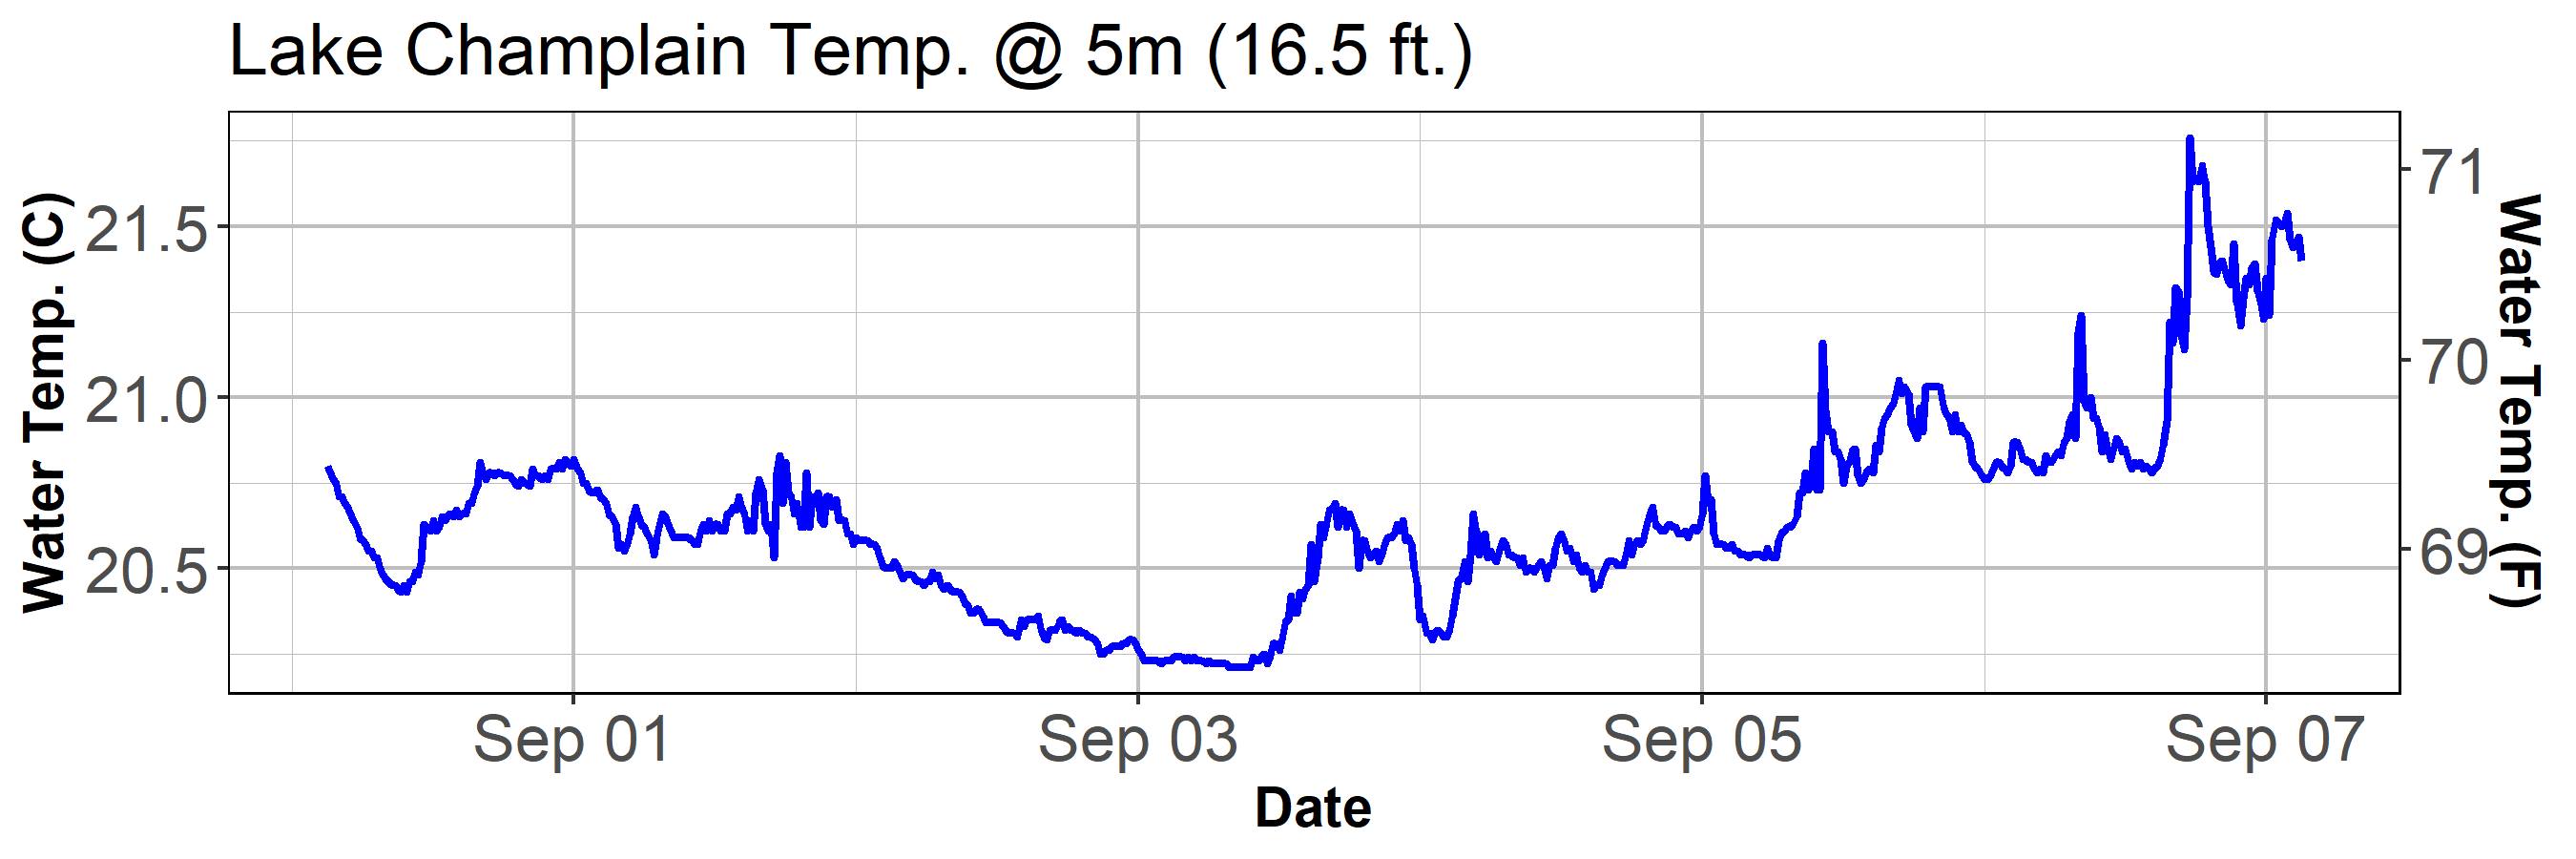 Lake Champlain Temp. @ 5m (16.5 ft.)
Water Temp. (C)
21.5
21.0
20.5
71
70
69
Water Temp. (F)
Sep 01
Sep 03
Sep 05
Sep 07
Date